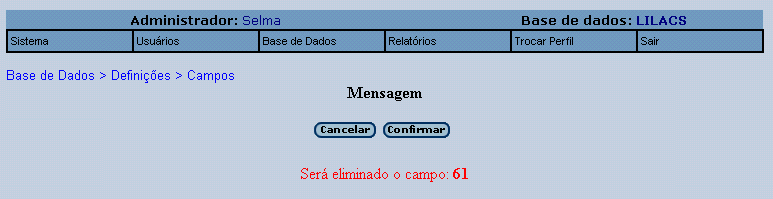 Administrador: Selma Base de dados: LILACS
Sistema Usuários Base de Dados Relatórios Trocar Perfil Sair
Base de Dados > Definições > Campos
Mensagem
Cancelar Confirmar
Será eliminado o campo: 61